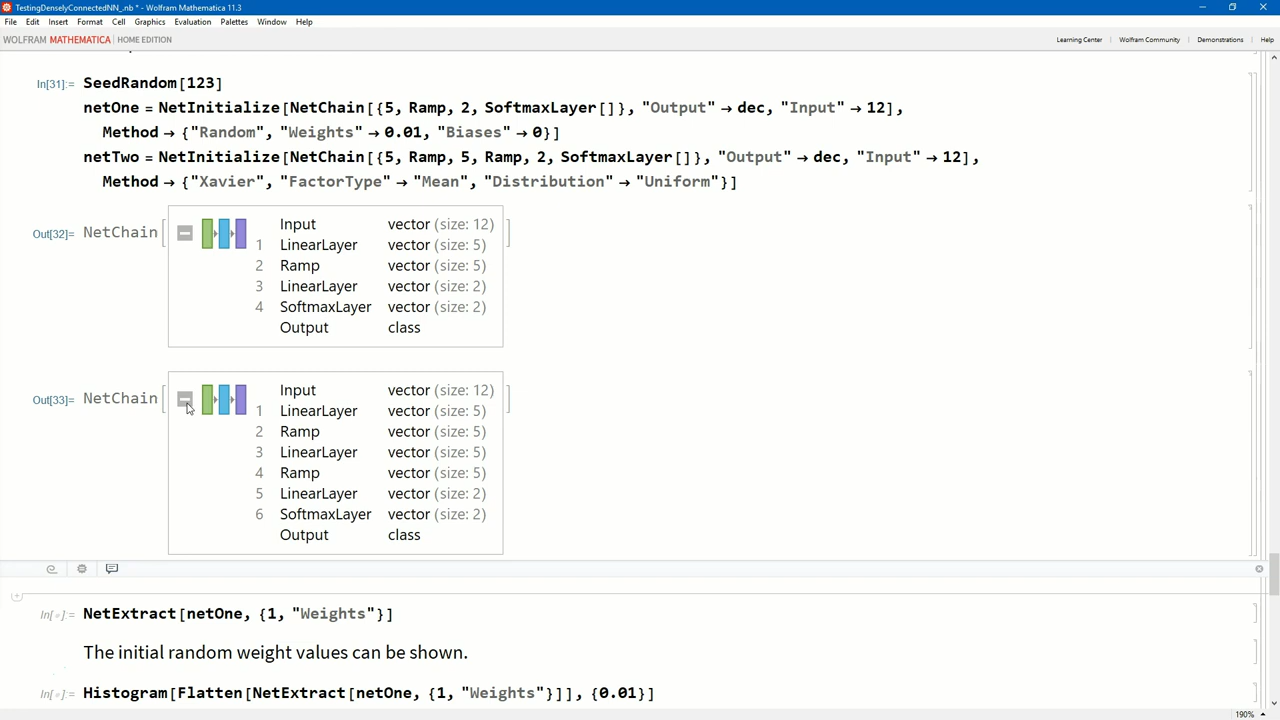 TestingDenselyConnectedNN_.nb * - Wolfram Mathematica 11.3
File Edit Insert Format Cell Graphics Evaluation Palettes Window Help
WOLFRAM MATHEMATICA | HOME EDITION Learning Center | Wolfram Community | Demonstrations | Help
In[31]:= SeedRandom[123]
netOne = NetInitialize[NetChain[{5, Ramp, 2, SoftmaxLayer[]}, "Output" → dec, "Input" → 12],
Method → {"Random", "Weights" → 0.01, "Biases" → 0}]
netTwo = NetInitialize[NetChain[{5, Ramp, 5, Ramp, 2, SoftmaxLayer[]}, "Output" → dec, "Input" → 12],
Method → {"Xavier", "FactorType" → "Mean", "Distribution" → "Uniform"}]
Out[32]= NetChain[
Input vector (size: 12) ]
1 LinearLayer vector (size: 5)
2 Ramp vector (size: 5)
3 LinearLayer vector (size: 2)
4 SoftmaxLayer vector (size: 2)
Output class
Out[33]= NetChain[
Input vector (size: 12) ]
1 LinearLayer vector (size: 5)
2 Ramp vector (size: 5)
3 LinearLayer vector (size: 5)
4 Ramp vector (size: 5)
5 LinearLayer vector (size: 2)
6 SoftmaxLayer vector (size: 2)
Output class
In[∘]:= NetExtract[netOne, {1, "Weights"}]
The initial random weight values can be shown.
In[∘]:= Histogram[Flatten[NetExtract[netOne, {1, "Weights"}]], {0.01}]
190%